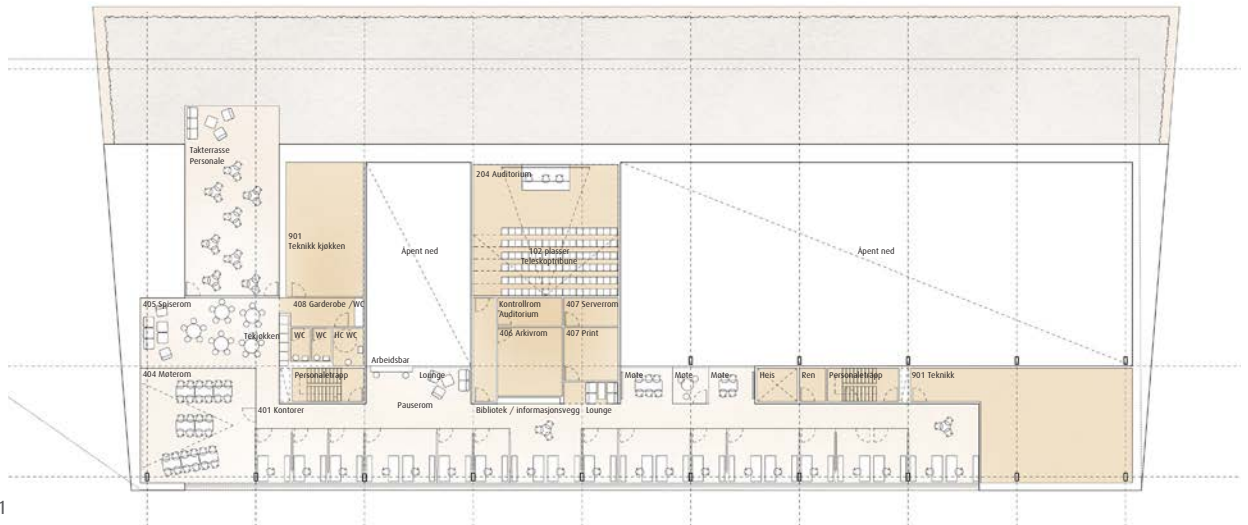 Takterrasse
Personale
204 Auditorium
901
Teknikk kjøkken
Åpent ned
102 plasser
Teleskoptribune
Åpent ned
405 Spiserom
408 Garderobe /WC
Kontrollrom
Auditorium
407 Serverrom
Tekjøkken
WC
WC
HC WC
406 Arkivrom
407 Print
Arbeidsbar
404 Møterom
Personaletrapp
Lounge
Møte
Møte
Møte
Heis
Ren
Personaletrapp
901 Teknikk
401 Kontorer
Pauserom
Bibliotek / informasjonsvegg
Lounge
1